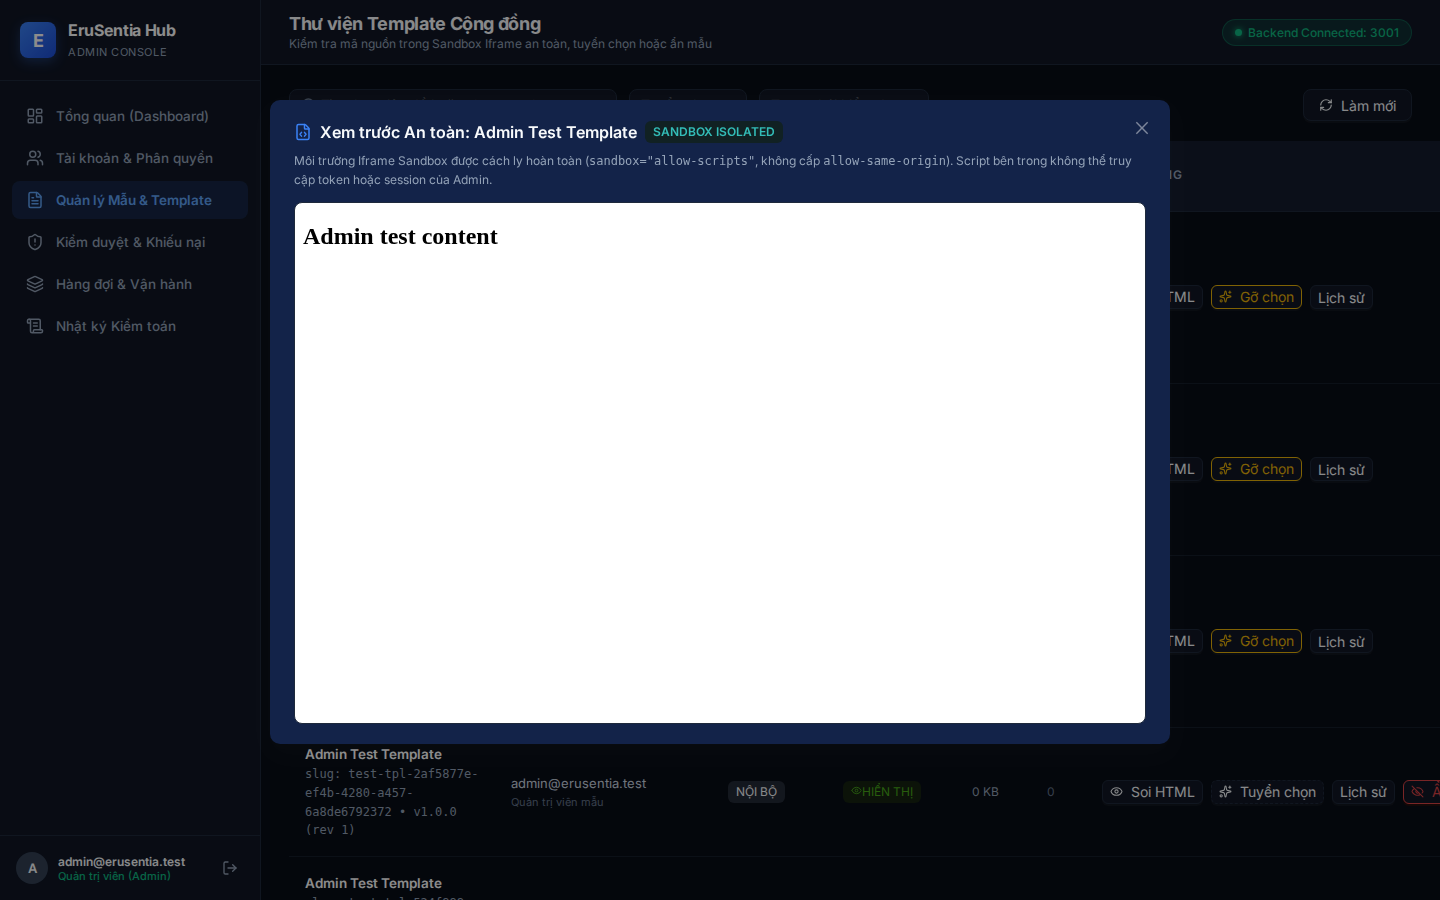 E
EruSentia Hub
ADMIN CONSOLE
Tổng quan (Dashboard)
Tài khoản & Phân quyền
Quản lý Mẫu & Template
Kiểm duyệt & Khiếu nại
Hàng đợi & Vận hành
Nhật ký Kiểm toán
A
admin@erusentia.test
Quản trị viên (Admin)
Thư viện Template Cộng đồng
Kiểm tra mã nguồn trong Sandbox Iframe an toàn, tuyển chọn hoặc ẩn mẫu
Backend Connected: 3001
Làm mới
Xem trước An toàn: Admin Test Template
SANDBOX ISOLATED
Môi trường Iframe Sandbox được cách ly hoàn toàn (sandbox="allow-scripts", không cấp allow-same-origin). Script bên trong không thể truy
cập token hoặc session của Admin.
Admin test content
NG
TML
Gỡ chọn
Lịch sử
TML
Gỡ chọn
Lịch sử
TML
Gỡ chọn
Lịch sử
Admin Test Template
slug: test-tpl-2af5877e-
ef4b-4280-a457-
6a8de6792372 • v1.0.0
(rev 1)
admin@erusentia.test
Quản trị viên mẫu
NỘI BỘ
HIỂN THỊ
0 KB
0
Soi HTML
Tuyển chọn
Lịch sử
Admin Test Template